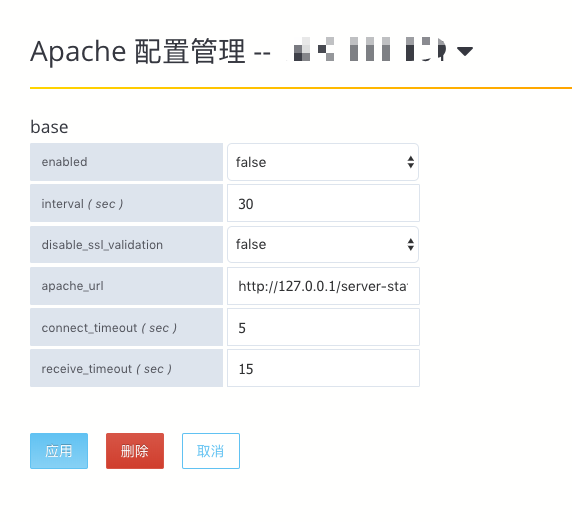 Apache 配置管理 --
base
enabled false
interval ( sec ) 30
disable_ssl_validation false
apache_url http://127.0.0.1/server-sta
connect_timeout ( sec ) 5
receive_timeout ( sec ) 15
应用 删除 取消